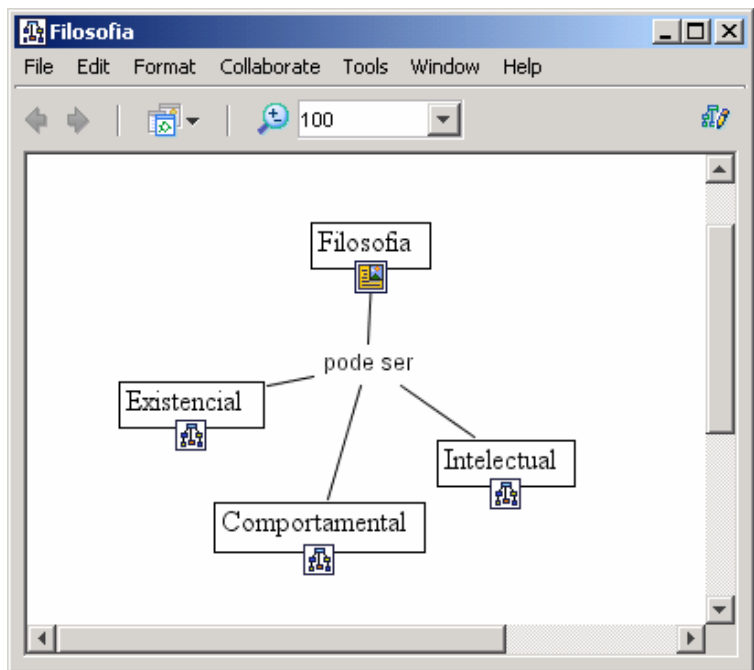 Filosofia
File Edit Format Collaborate Tools Window Help
100
Filosofia
pode ser
Existencial
Intelectual
Comportamental